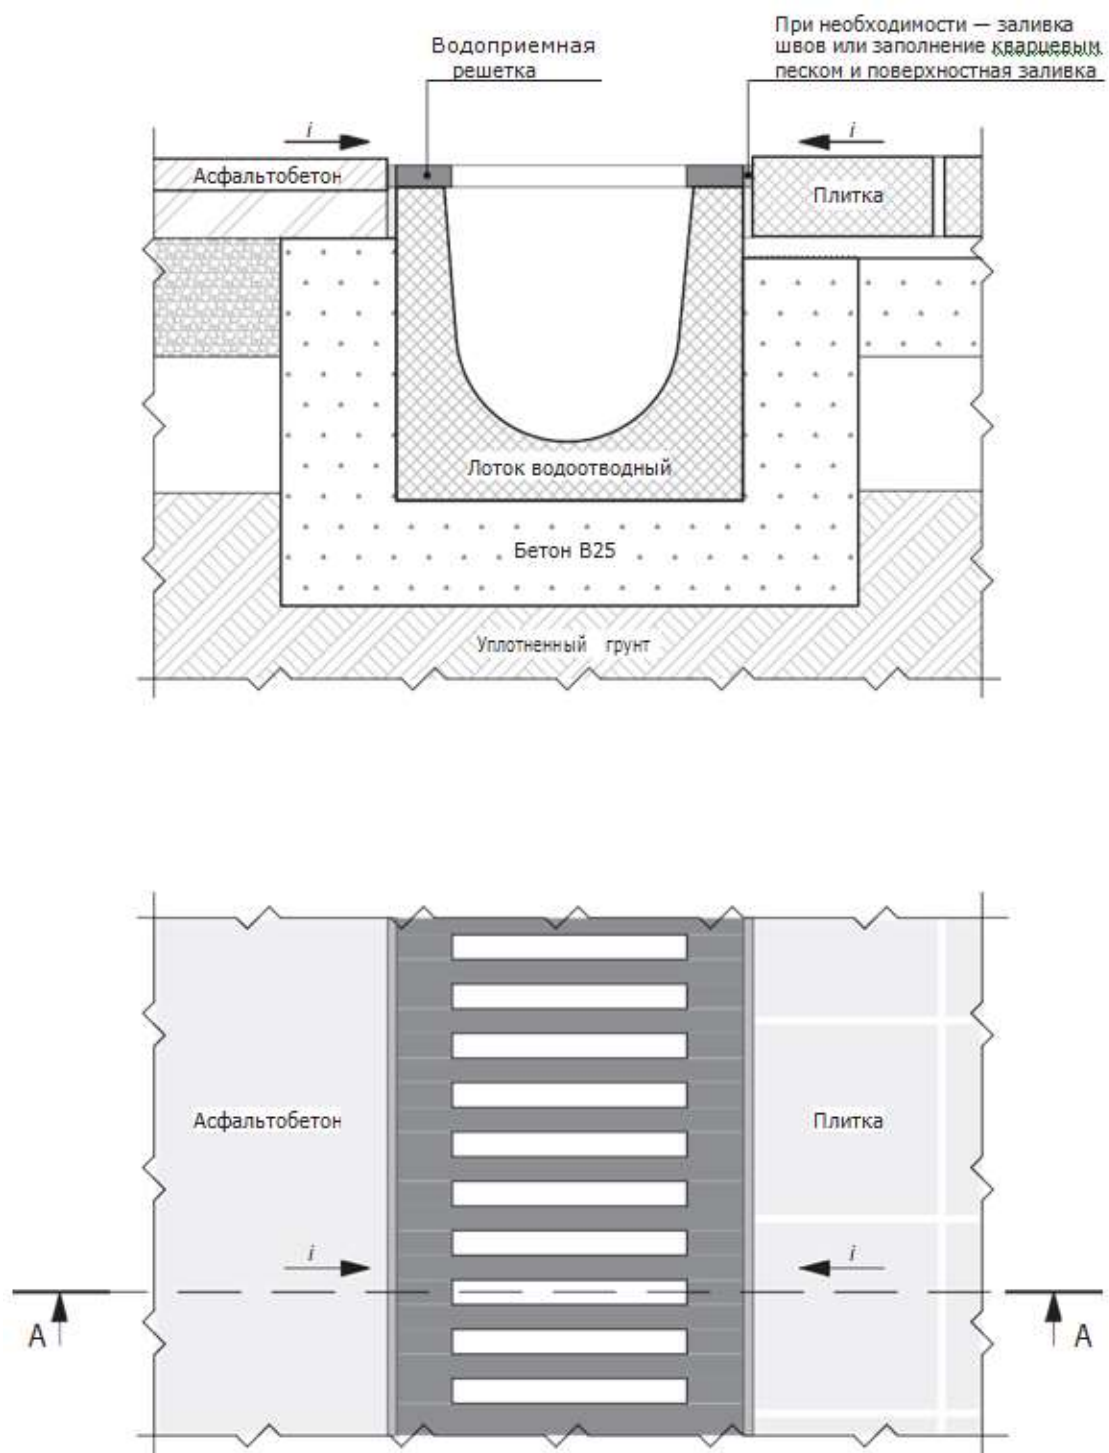 Водоприемная
решетка
При необходимости — заливка
швов или заполнение кварцевым
песком и поверхностная заливка
i
i
Асфальтобетон
Плитка
Лоток водоотводный
Бетон В25
Уплотненный грунт
Асфальтобетон
Плитка
i
i
А
А